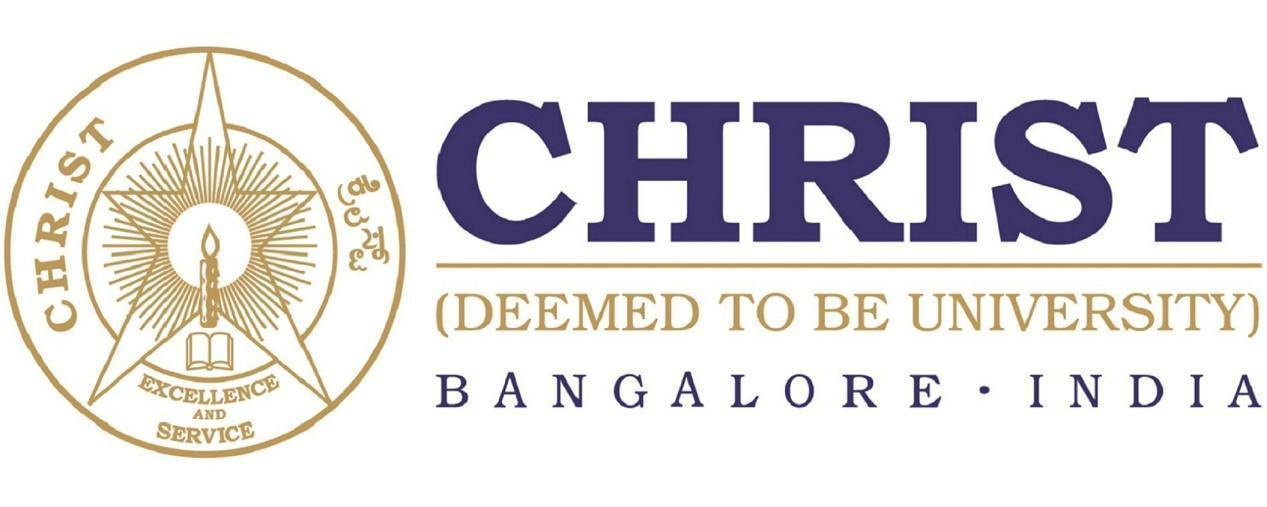 CHRIST
ಕ್ರೈಸ್ಟ್
EXCELLENCE
AND
SERVICE
CHRIST
(DEEMED TO BE UNIVERSITY)
BANGALORE · INDIA